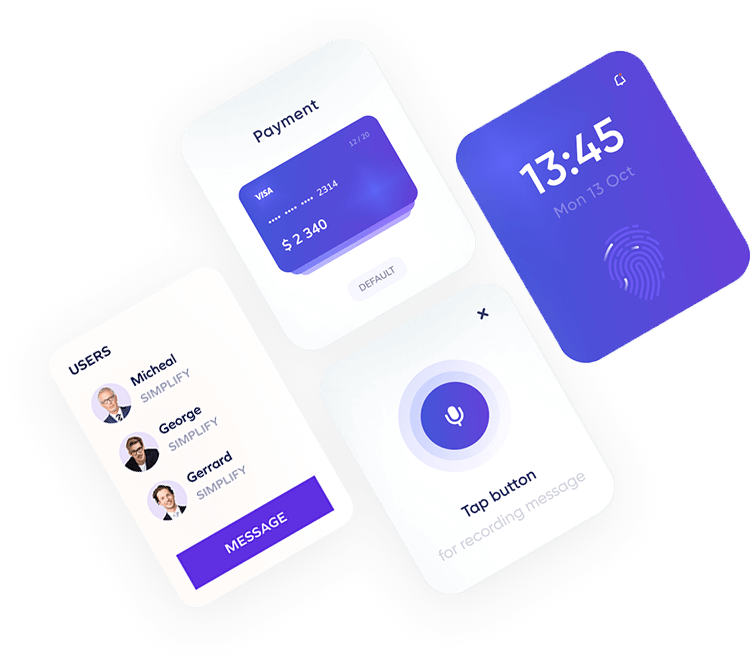 Payment
12 / 20
VISA
•••• •••• •••• 2314
$ 2 340
DEFAULT
13:45
Mon 13 Oct
USERS
Micheal
SIMPLIFY
George
SIMPLIFY
Gerrard
SIMPLIFY
MESSAGE
Tap button
for recording message